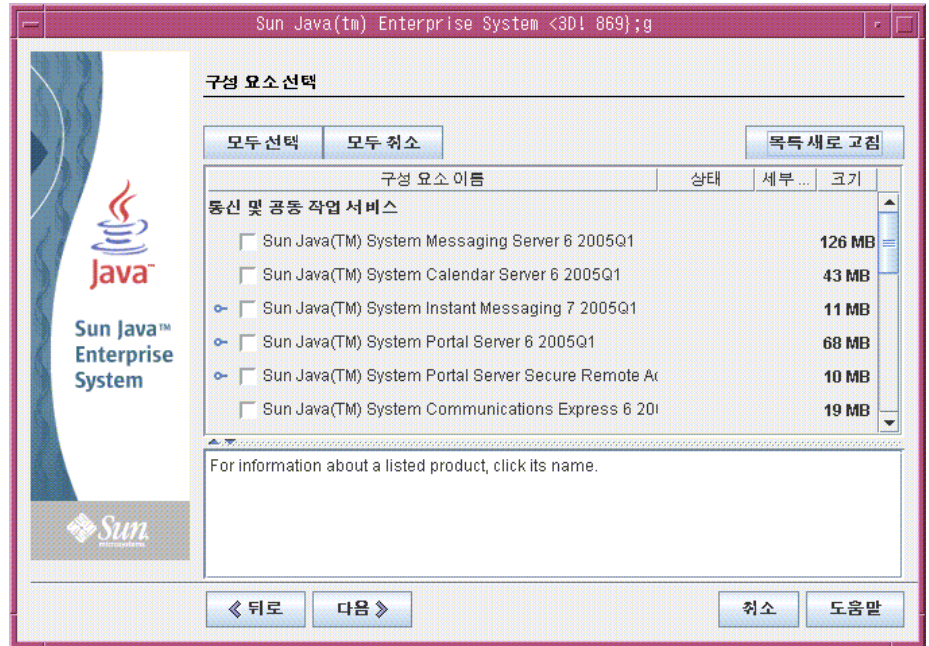 Sun Java(tm) Enterprise System <3D! 869};g
구성 요소 선택
모두 선택 모두 취소 목록 새로 고침
구성 요소 이름 상태 세부 ... 크기
통신 및 공동 작업 서비스
Sun Java(TM) System Messaging Server 6 2005Q1 126 MB
Sun Java(TM) System Calendar Server 6 2005Q1 43 MB
Sun Java(TM) System Instant Messaging 7 2005Q1 11 MB
Sun Java(TM) System Portal Server 6 2005Q1 68 MB
Sun Java(TM) System Portal Server Secure Remote Ac 10 MB
Sun Java(TM) System Communications Express 6 200 19 MB
Java™
Sun Java™
Enterprise
System
Sun
microsystems
For information about a listed product, click its name.
뒤로 다음 취소 도움말